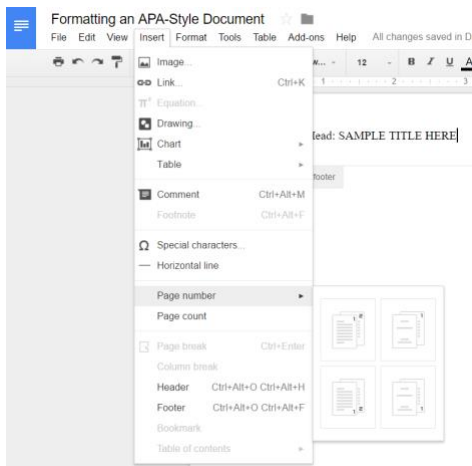 Formatting an APA-Style Document
File Edit View Insert Format Tools Table Add-ons Help All changes saved in D
12 B I U A
Image...
1 2 3
Link... Ctrl+K
Equation...
Drawing...
Chart
lead: SAMPLE TITLE HERE
Table
footer
Comment Ctrl+Alt+M
Footnote Ctrl+Alt+F
Special characters...
Horizontal line
Page number
Page count
Page break Ctrl+Enter
Column break
Header Ctrl+Alt+O Ctrl+Alt+H
Footer Ctrl+Alt+O Ctrl+Alt+F
Bookmark
Table of contents